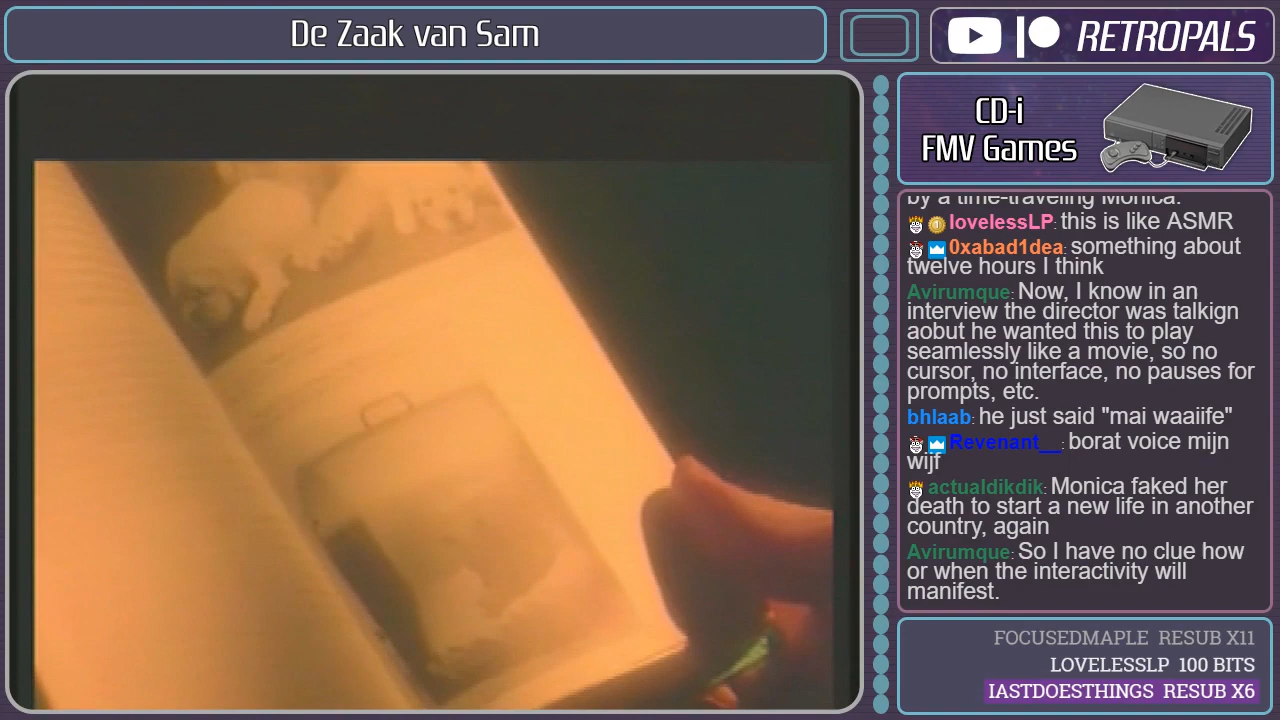 De Zaak van Sam
RETROPALS
CD-i
FMV Games
by a time-traveling Monica.
lovelessLP: this is like ASMR
0xabad1dea: something about
twelve hours I think
Avirumque: Now, I know in an
interview the director was talkign
aobut he wanted this to play
seamlessly like a movie, so no
cursor, no interface, no pauses for
prompts, etc.
bhlaab: he just said "mai waaiife"
Revenant__: borat voice mijn
wijf
actualdikdik: Monica faked her
death to start a new life in another
country, again
Avirumque: So I have no clue how
or when the interactivity will
manifest.
FOCUSEDMAPLE RESUB X11
LOVELESSLP 100 BITS
IASTDOESTHINGS RESUB X6